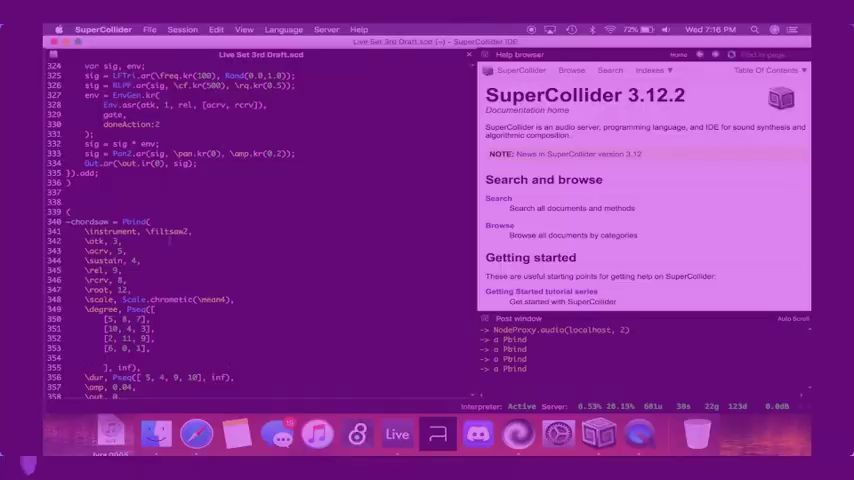 SuperCollider File Session Edit View Language Server Help 72% Wed 7:16 PM
Live Set 3rd Draft.scd (~) - SuperCollider IDE
Live Set 3rd Draft.scd
Help browser Home Find in page...
324 var sig, env;
325 sig = LFTri.ar(\freq.kr(100), Rand(0.0,1.0));
326 sig = RLPF.ar(sig, \cf.kr(500), \rq.kr(0.5));
327 env = EnvGen.kr(
328 Env.asr(atk, 1, rel, [acrv, rcrv]),
329 gate,
330 doneAction:2
331 );
332 sig = sig * env;
333 sig = Pan2.ar(sig, \pan.kr(0), \amp.kr(0.2));
334 Out.ar(\out.ir(0), sig);
335 }).add;
336 )
337
338
339 (
340 ~chordsaw = Pbind(
341 \instrument, \filtsaw2,
342 \atk, 3,
343 \acrv, 5,
344 \sustain, 4,
345 \rel, 9,
346 \rcrv, 8,
347 \root, 12,
348 \scale, Scale.chromatic(\mean4),
349 \degree, Pseq([
350 [5, 8, 7],
351 [10, 4, 3],
352 [2, 11, 9],
353 [6, 0, 1],
354
355 ], inf),
356 \dur, Pseq([ 5, 4, 9, 10], inf),
357 \amp, 0.04,
358 \out, 0,
SuperCollider Browse Search Indexes ▼ Table Of Contents ▼
SuperCollider 3.12.2
Documentation home
SuperCollider is an audio server, programming language, and IDE for sound synthesis and
algorithmic composition.
NOTE: News in SuperCollider version 3.12
Search and browse
Search
Search all documents and methods
Browse
Browse all documents by categories
Getting started
These are useful starting points for getting help on SuperCollider:
Getting Started tutorial series
Get started with SuperCollider
Post window Auto Scroll
-> NodeProxy.audio(localhost, 2)
-> a Pbind
-> a Pbind
-> a Pbind
-> a Pbind
Interpreter: Active Server: 0.0dB
Live